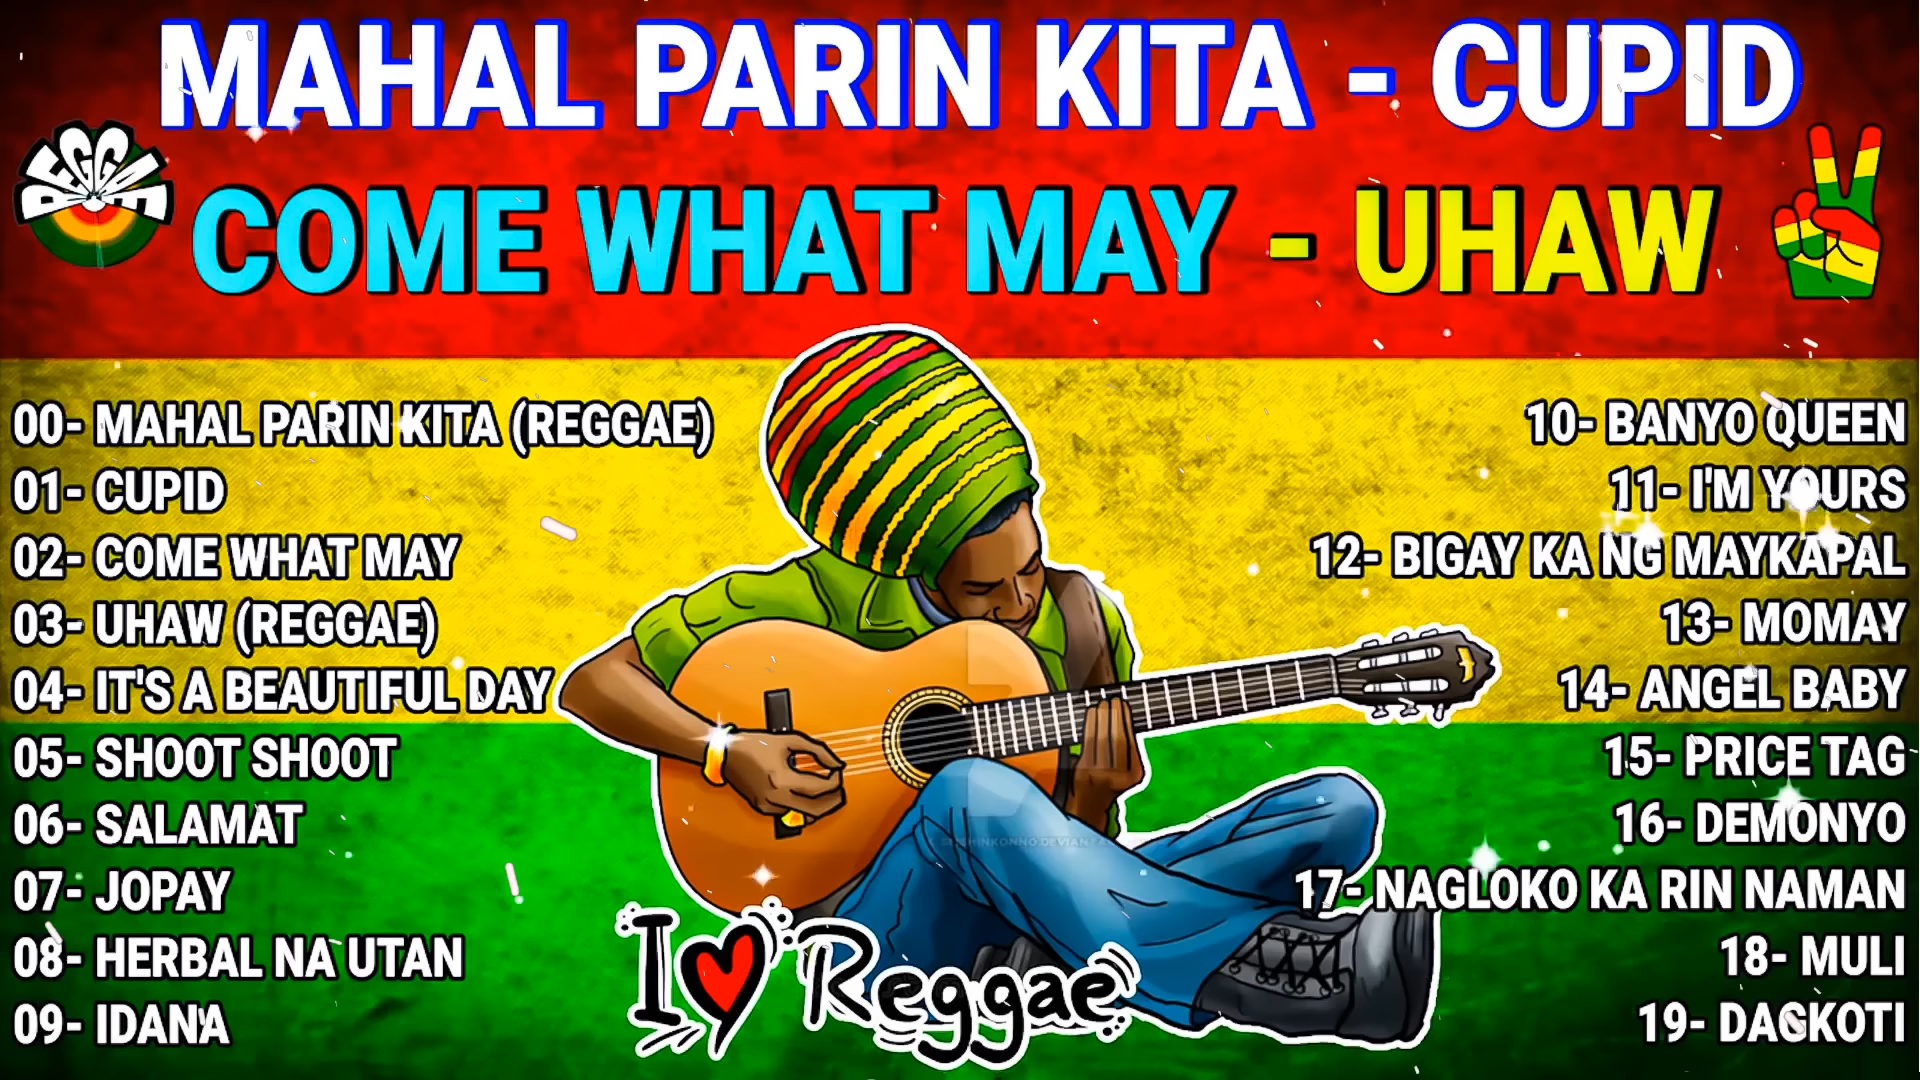 MAHAL PARIN KITA - CUPID
REGGAE
COME WHAT MAY - UHAW
00- MAHAL PARIN KITA (REGGAE)
01- CUPID
02- COME WHAT MAY
03- UHAW (REGGAE)
04- IT'S A BEAUTIFUL DAY
05- SHOOT SHOOT
06- SALAMAT
07- JOPAY
08- HERBAL NA UTAN
09- IDANA
10- BANYO QUEEN
11- I'M YOURS
12- BIGAY KA NG MAYKAPAL
13- MOMAY
14- ANGEL BABY
15- PRICE TAG
16- DEMONYO
17- NAGLOKO KA RIN NAMAN
18- MULI
19- DAGKOTI
I Reggae